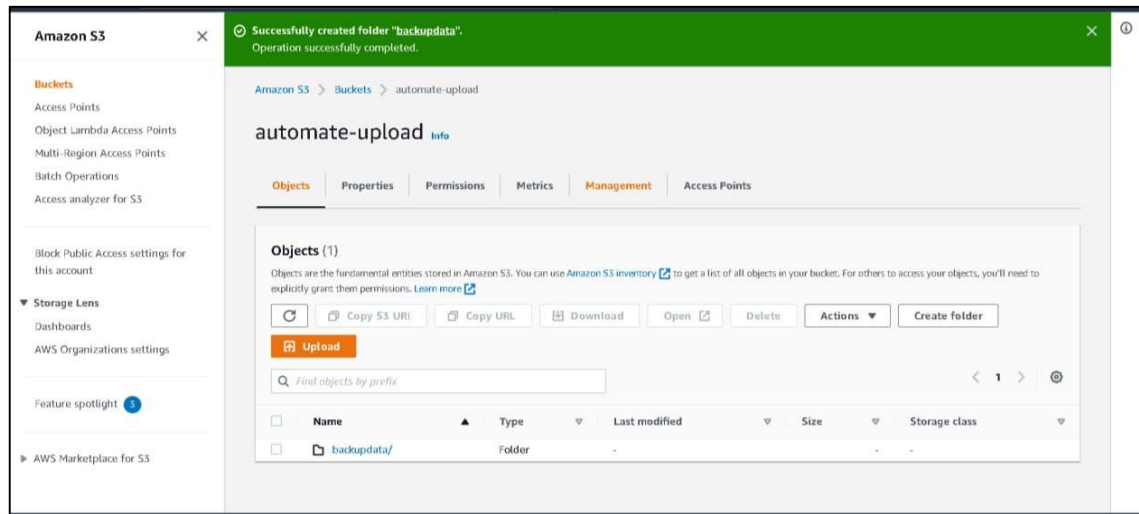 Amazon S3
Buckets
Access Points
Object Lambda Access Points
Multi-Region Access Points
Batch Operations
Access analyzer for S3
Block Public Access settings for
this account
Storage Lens
Dashboards
AWS Organizations settings
Feature spotlight 3
AWS Marketplace for S3
Successfully created folder "backupdata".
Operation successfully completed.
Amazon S3 > Buckets > automate-upload
automate-upload Info
Objects Properties Permissions Metrics Management Access Points
Objects (1)
Objects are the fundamental entities stored in Amazon S3. You can use Amazon S3 inventory to get a list of all objects in your bucket. For others to access your objects, you'll need to
explicitly grant them permissions. Learn more
Copy S3 URI Copy URL Download Open Delete Actions Create folder
Upload
Find objects by prefix
< 1 >
Name Type Last modified Size Storage class
backupdata/ Folder - - -